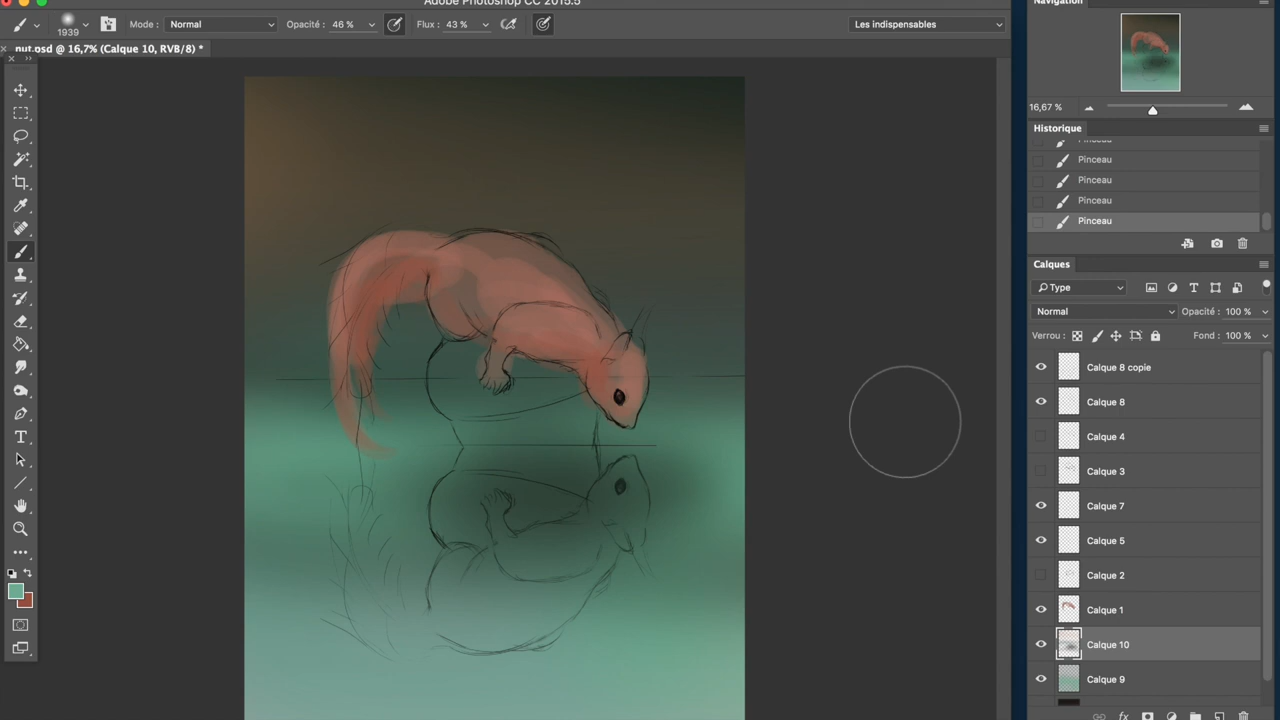 Adobe Photoshop CC 2015.5
Navigation
1939
Mode : Normal
Opacité : 46 %
Flux : 43 %
Les indispensables
nut.psd @ 16,7% (Calque 10, RVB/8) *
16,67 %
Historique
Pinceau
Pinceau
Pinceau
Pinceau
Pinceau
Calques
Type
Normal
Opacité : 100 %
Verrou :
Fond : 100 %
Calque 8 copie
Calque 8
Calque 4
Calque 3
Calque 7
Calque 5
Calque 2
Calque 1
Calque 10
Calque 9
fx